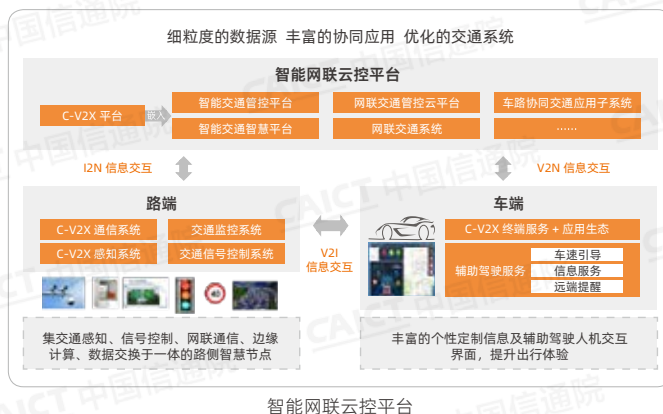 细粒度的数据源 丰富的协同应用 优化的交通系统
智能网联云控平台
C-V2X 平台
嵌入
智能交通管控平台
网联交通管控云平台
车路协同交通应用子系统
智能交通智慧平台
网联交通系统
……
I2N 信息交互
V2N 信息交互
路端
C-V2X 通信系统
交通监控系统
C-V2X 感知系统
交通信号控制系统
V2I
信息交互
车端
C-V2X 终端服务 + 应用生态
辅助驾驶服务
车速引导
信息服务
远端提醒
集交通感知、信号控制、网联通信、边缘
计算、数据交换于一体的路侧智慧节点
丰富的个性定制信息及辅助驾驶人机交互
界面，提升出行体验
智能网联云控平台
CAICT 中国信通院